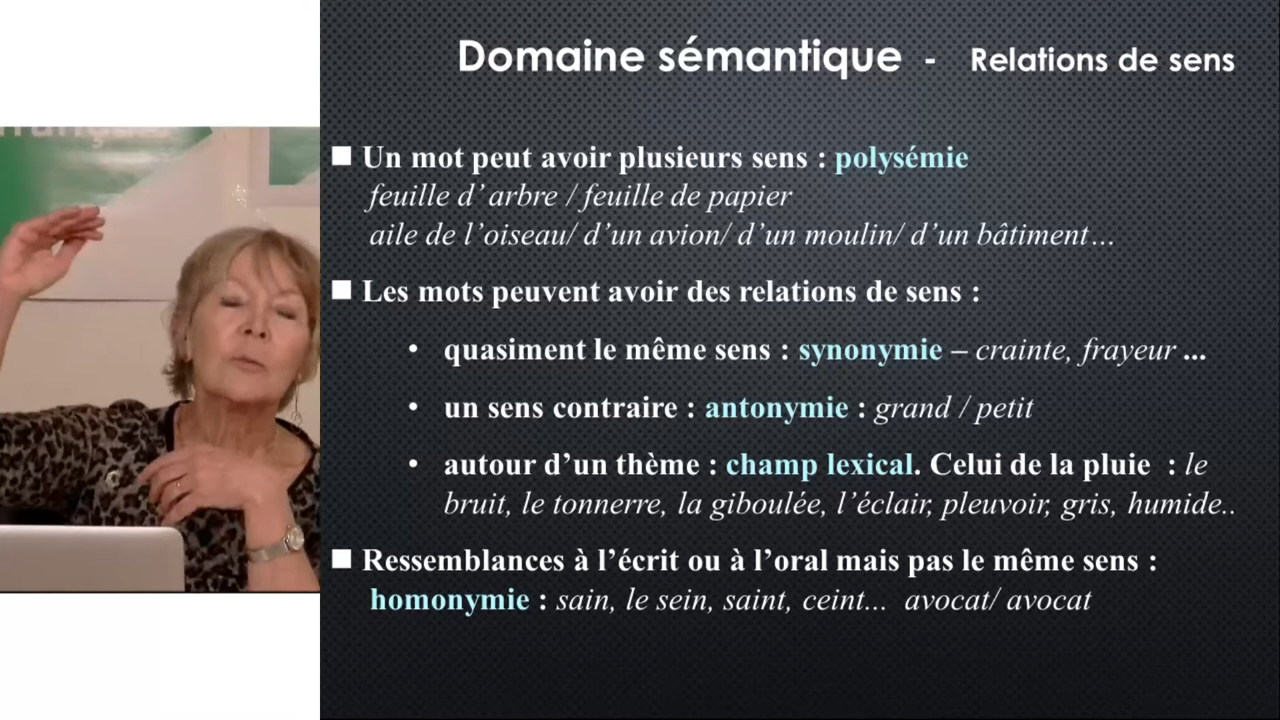 Domaine sémantique - Relations de sens
Un mot peut avoir plusieurs sens : polysémie
feuille d'arbre / feuille de papier
aile de l'oiseau/ d'un avion/ d'un moulin/ d'un bâtiment…
Les mots peuvent avoir des relations de sens :
• quasiment le même sens : synonymie – crainte, frayeur ...
• un sens contraire : antonymie : grand / petit
• autour d'un thème : champ lexical. Celui de la pluie : le
bruit, le tonnerre, la giboulée, l'éclair, pleuvoir, gris, humide..
Ressemblances à l'écrit ou à l'oral mais pas le même sens :
homonymie : sain, le sein, saint, ceint... avocat/ avocat